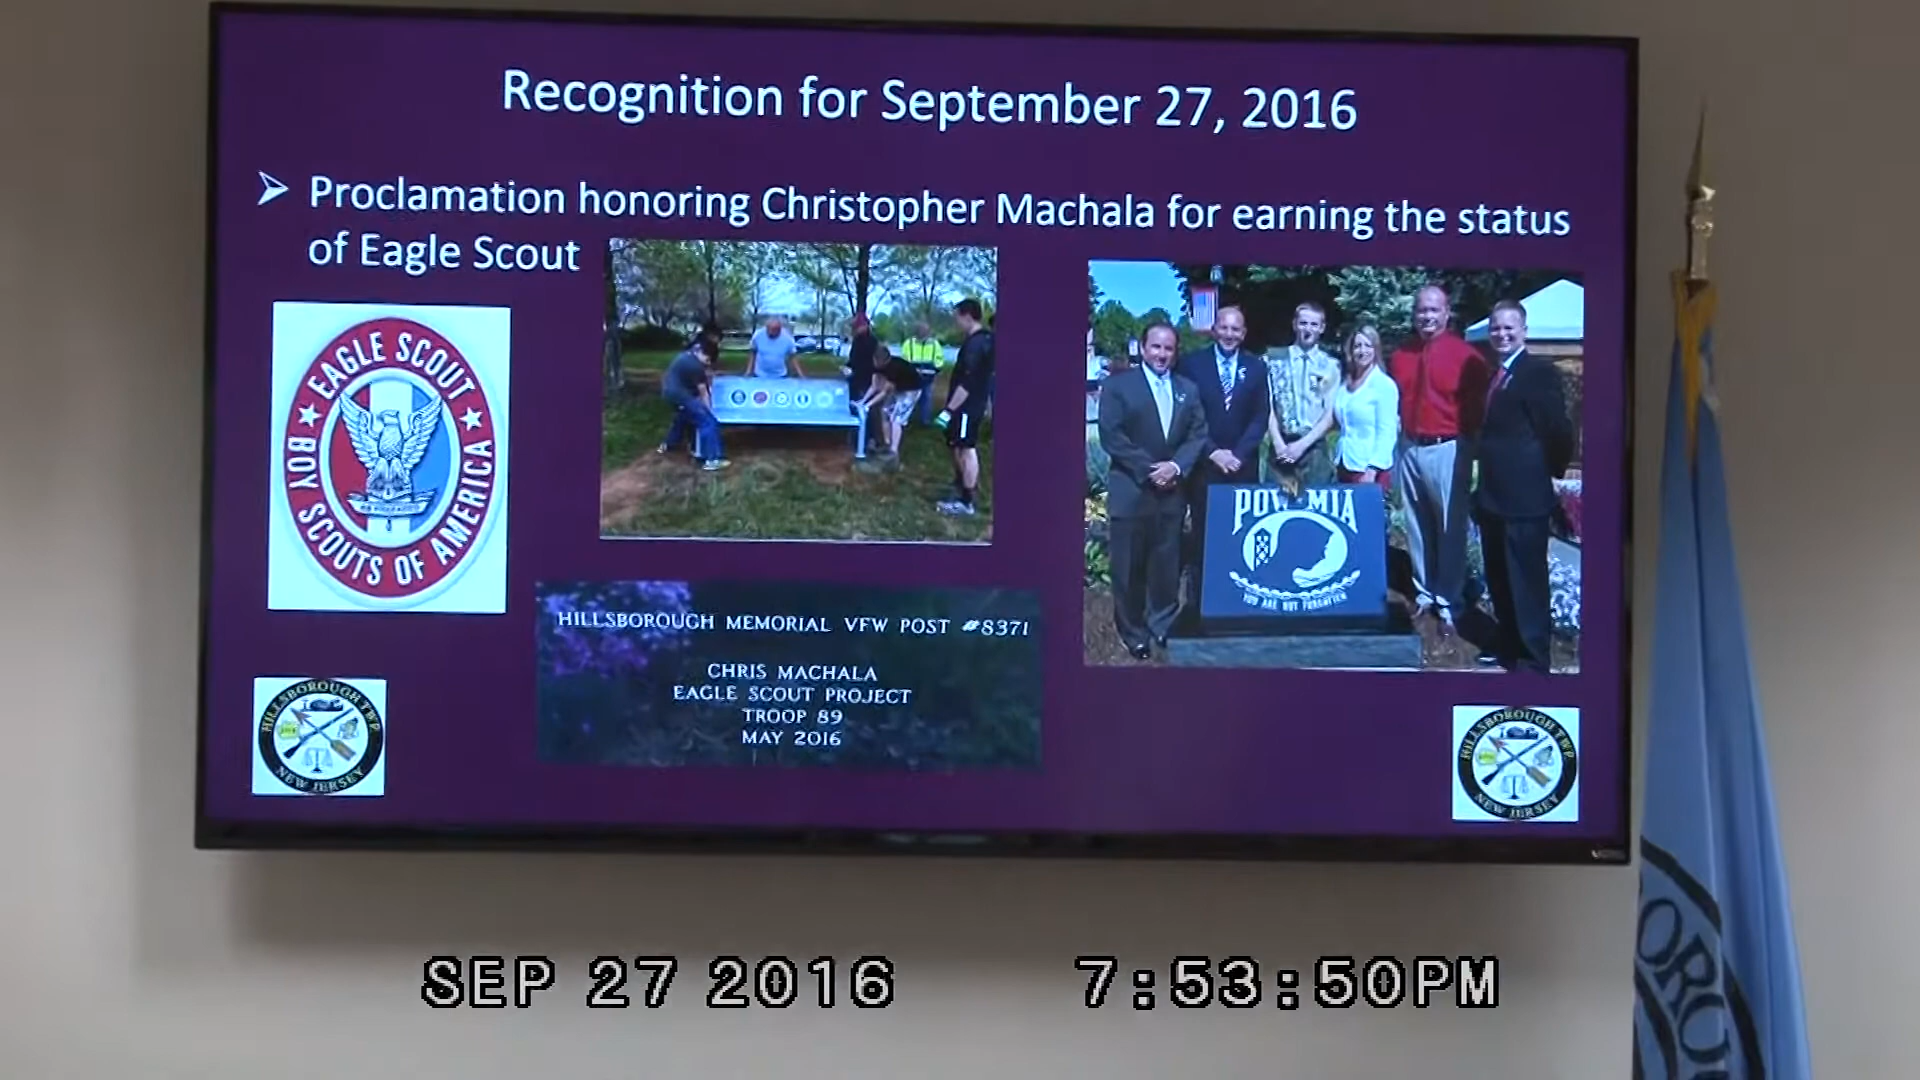 Recognition for September 27, 2016
➢ Proclamation honoring Christopher Machala for earning the status
of Eagle Scout
EAGLE SCOUT
BOY SCOUTS OF AMERICA
POW MIA
YOU ARE NOT FORGOTTEN
HILLSBOROUGH MEMORIAL VFW POST #8371
CHRIS MACHALA
EAGLE SCOUT PROJECT
TROOP 89
MAY 2016
HILLSBOROUGH TWP
NEW JERSEY
HILLSBOROUGH TWP
NEW JERSEY
OROU
SEP 27 2016 7:53:50PM